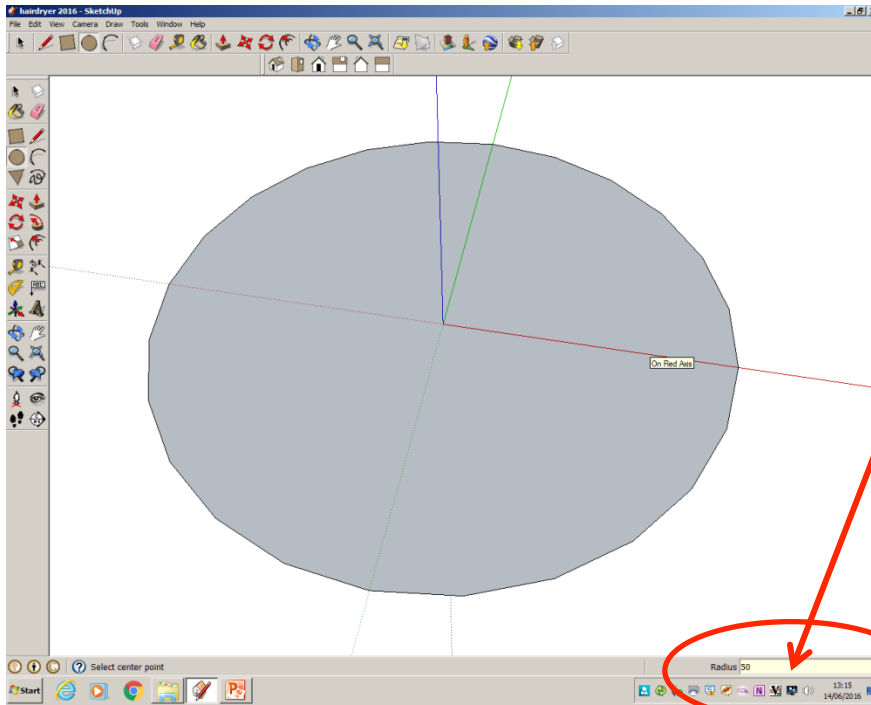 hairdryer 2016 - SketchUp
File Edit View Camera Draw Tools Window Help
On Red Axis
Select center point
Radius 50
Start
13:15
14/06/2016